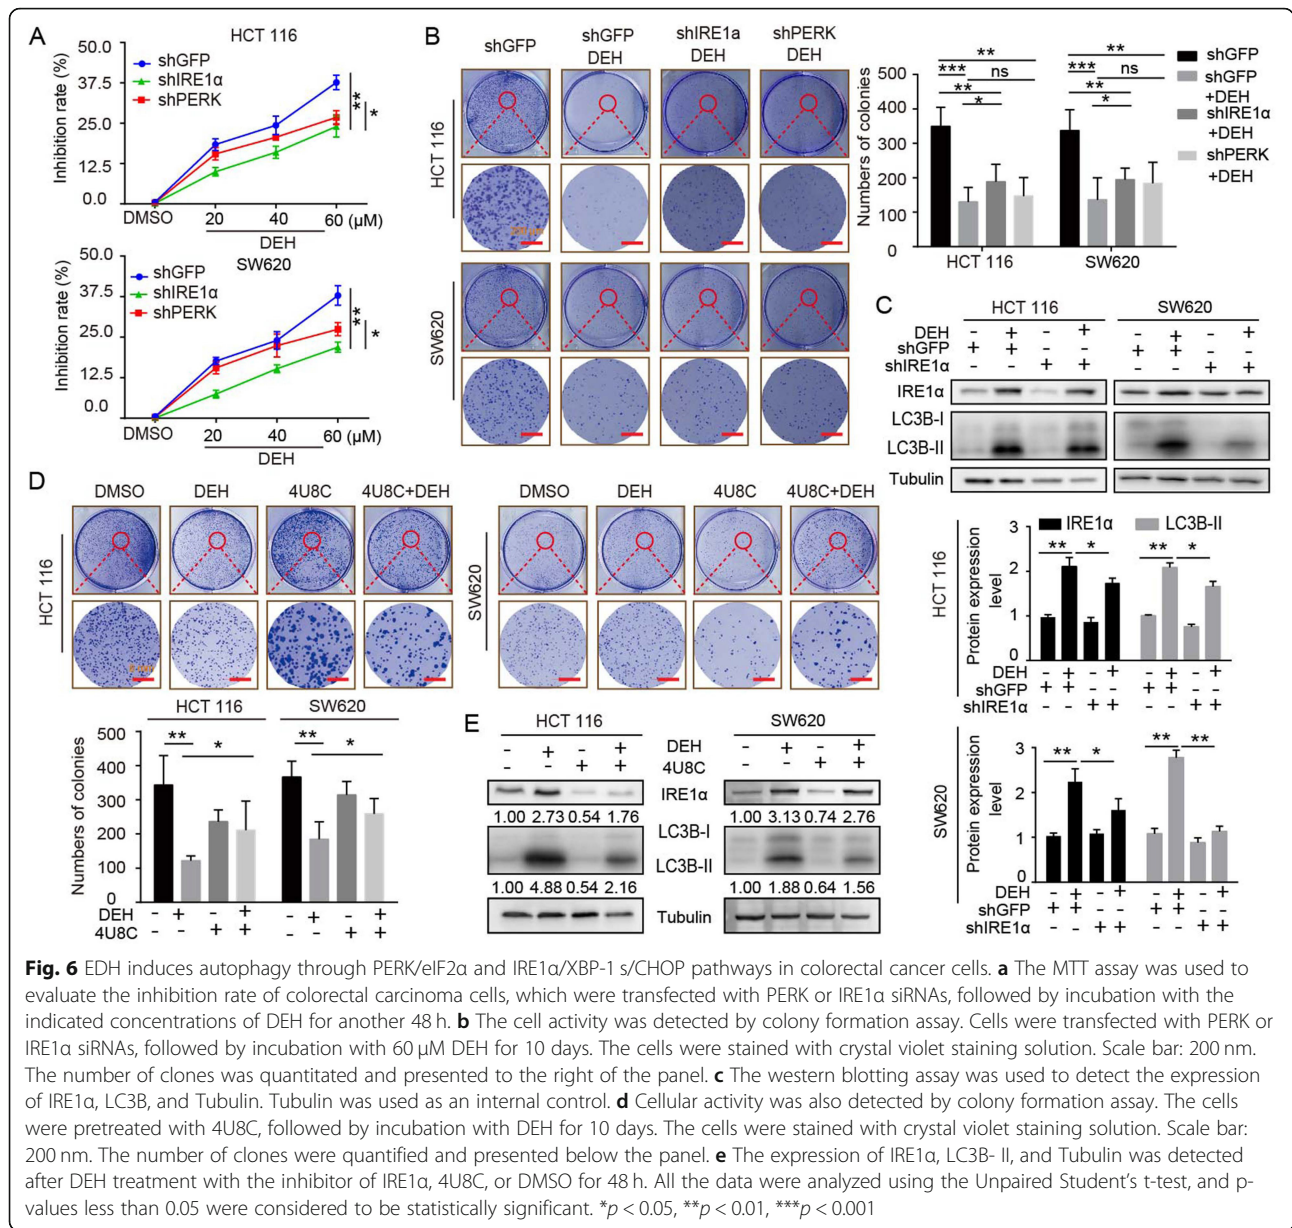 A
HCT 116
50.0
37.5
25.0
12.5
0.0
Inhibition rate (%)
shGFP
shIRE1α
shPERK
**
*
DMSO 20 40 60 (μM)
DEH
SW620
50.0
37.5
25.0
12.5
0.0
Inhibition rate (%)
shGFP
shIRE1α
shPERK
**
*
DMSO 20 40 60 (μM)
DEH
B
shGFP shGFP DEH shIRE1a DEH shPERK DEH
HCT 116
SW620
Numbers of colonies
500
400
300
200
100
0
** ** 
*** ns *** ns
** **
* *
HCT 116 SW620
shGFP
shGFP
+DEH
shIRE1α
+DEH
shPERK
+DEH
C
HCT 116 SW620
DEH - + - + - + - +
shGFP + + - - + + - -
shIRE1α - - + + - - + +
IRE1α
LC3B-I
LC3B-II
Tubulin
IRE1α LC3B-II
HCT 116
Protein expression
level
3
2
1
0
** * ** *
DEH - + - + - + - +
shGFP + + - - + + - -
shIRE1α - - + + - - + +
SW620
Protein expression
level
3
2
1
0
** * ** **
DEH - + - + - + - +
shGFP + + - - + + - -
shIRE1α - - + + - - + +
D
DMSO DEH 4U8C 4U8C+DEH DMSO DEH 4U8C 4U8C+DEH
HCT 116
SW620
HCT 116 SW620
Numbers of colonies
500
400
300
200
100
0
** * ** *
DEH - + - + - + - +
4U8C - - + + - - + +
E
HCT 116 SW620
- + - + DEH - + - +
- - + + 4U8C - - + +
IRE1α
1.00 2.73 0.54 1.76 1.00 3.13 0.74 2.76
LC3B-I
LC3B-II
1.00 4.88 0.54 2.16 1.00 1.88 0.64 1.56
Tubulin
Fig. 6 EDH induces autophagy through PERK/eIF2α and IRE1α/XBP-1 s/CHOP pathways in colorectal cancer cells. a The MTT assay was used to
evaluate the inhibition rate of colorectal carcinoma cells, which were transfected with PERK or IRE1α siRNAs, followed by incubation with the
indicated concentrations of DEH for another 48 h. b The cell activity was detected by colony formation assay. Cells were transfected with PERK or
IRE1α siRNAs, followed by incubation with 60 μM DEH for 10 days. The cells were stained with crystal violet staining solution. Scale bar: 200 nm.
The number of clones was quantitated and presented to the right of the panel. c The western blotting assay was used to detect the expression
of IRE1α, LC3B, and Tubulin. Tubulin was used as an internal control. d Cellular activity was also detected by colony formation assay. The cells
were pretreated with 4U8C, followed by incubation with DEH for 10 days. The cells were stained with crystal violet staining solution. Scale bar:
200 nm. The number of clones were quantified and presented below the panel. e The expression of IRE1α, LC3B- II, and Tubulin was detected
after DEH treatment with the inhibitor of IRE1α, 4U8C, or DMSO for 48 h. All the data were analyzed using the Unpaired Student's t-test, and p-
values less than 0.05 were considered to be statistically significant. *p < 0.05, **p < 0.01, ***p < 0.001